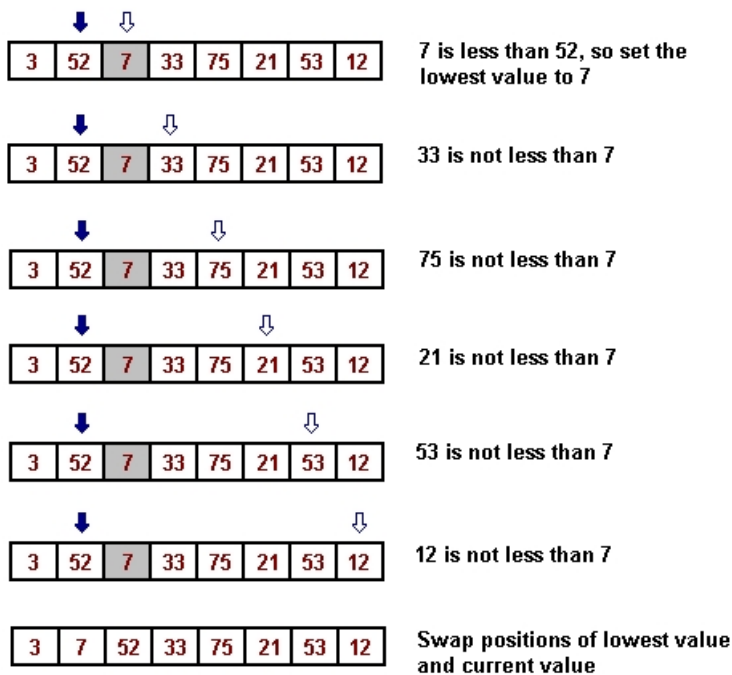 3 52 7 33 75 21 53 12
7 is less than 52, so set the
lowest value to 7
3 52 7 33 75 21 53 12
33 is not less than 7
3 52 7 33 75 21 53 12
75 is not less than 7
3 52 7 33 75 21 53 12
21 is not less than 7
3 52 7 33 75 21 53 12
53 is not less than 7
3 52 7 33 75 21 53 12
12 is not less than 7
3 7 52 33 75 21 53 12
Swap positions of lowest value
and current value